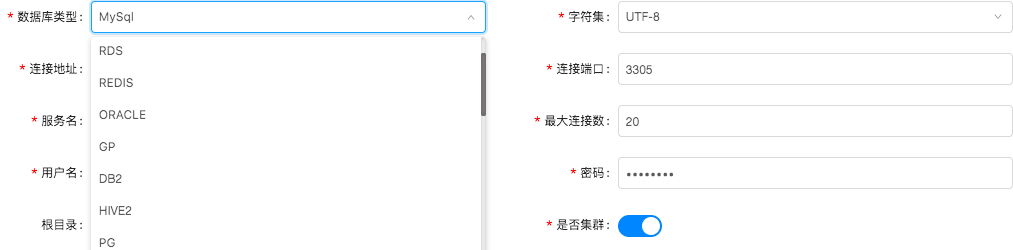 * 数据库类型: MySql
* 字符集: UTF-8
RDS
* 连接地址:
* 连接端口: 3305
REDIS
ORACLE
* 服务名:
* 最大连接数: 20
GP
* 用户名:
* 密码: ••••••••
DB2
HIVE2
根目录:
* 是否集群:
PG